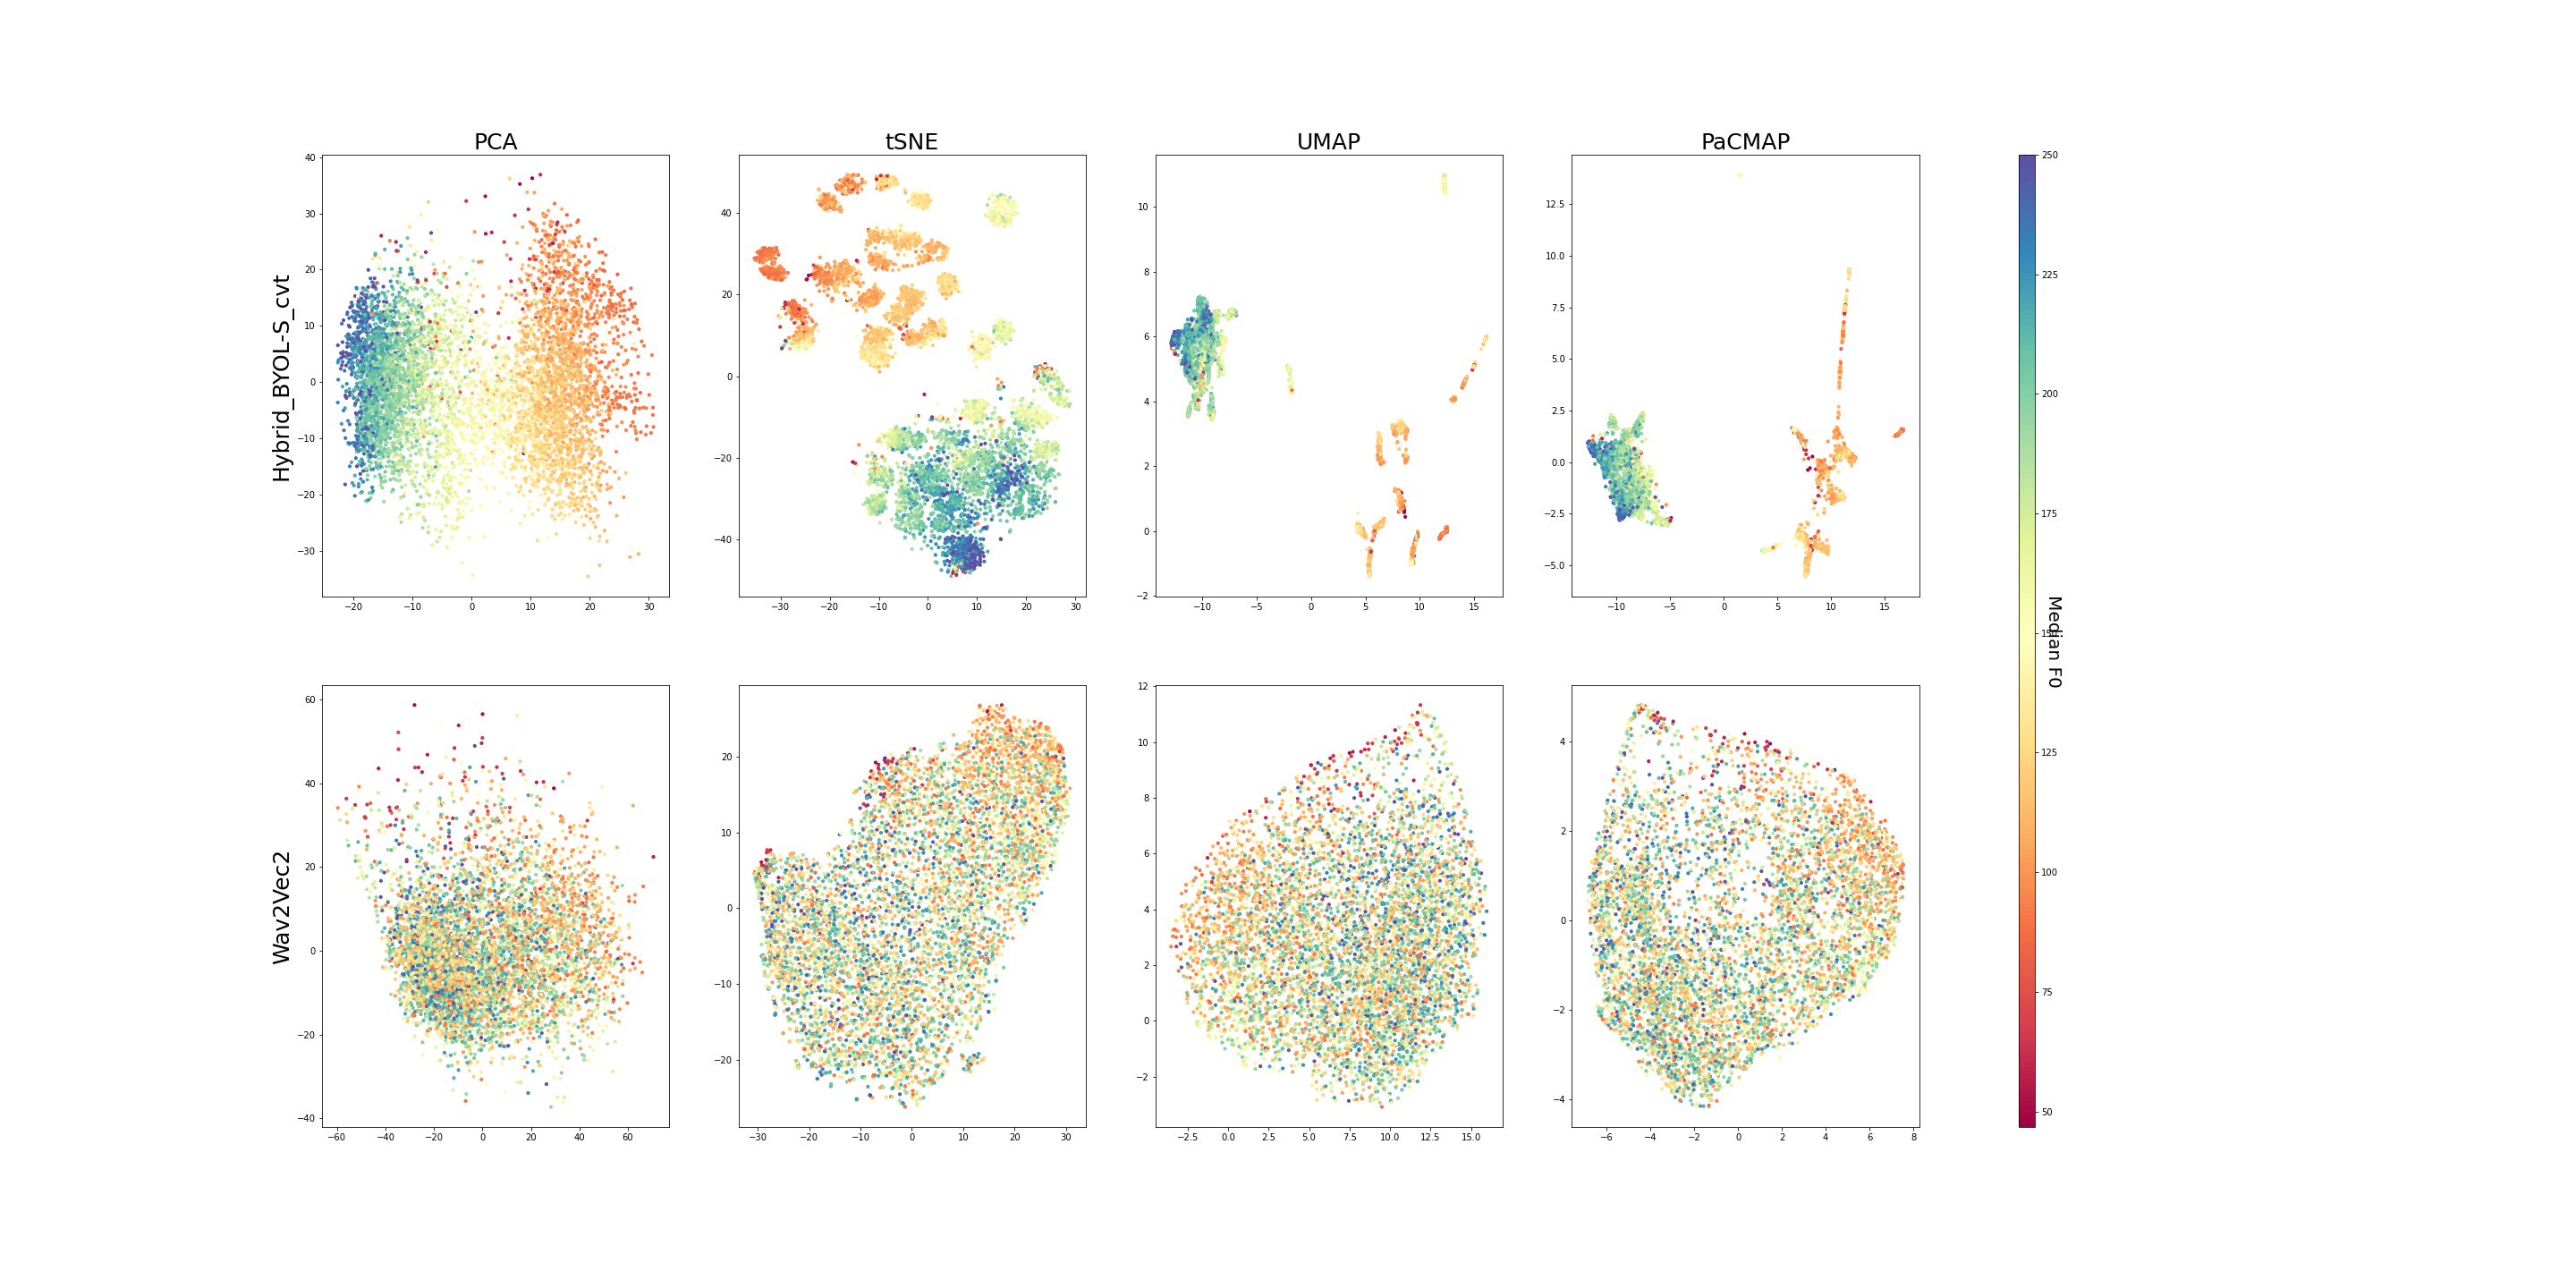 PCA tSNE UMAP PaCMAP
Hybrid_BYOL-S_cvt
40 30 20 10 0 −10 −20 −30
−20 −10 0 10 20 30
40 20 0 −20 −40
−30 −20 −10 0 10 20 30
10 8 6 4 2 0 −2
−10 −5 0 5 10 15
12.5 10.0 7.5 5.0 2.5 0.0 −2.5 −5.0
−10 −5 0 5 10 15
Wav2Vec2
60 40 20 0 −20 −40
−60 −40 −20 0 20 40 60
20 10 0 −10 −20
−30 −20 −10 0 10 20 30
12 10 8 6 4 2 0 −2
−2.5 0.0 2.5 5.0 7.5 10.0 12.5 15.0
4 2 0 −2 −4
−6 −4 −2 0 2 4 6 8
250 225 200 175 150 125 100 75 50
Median F0